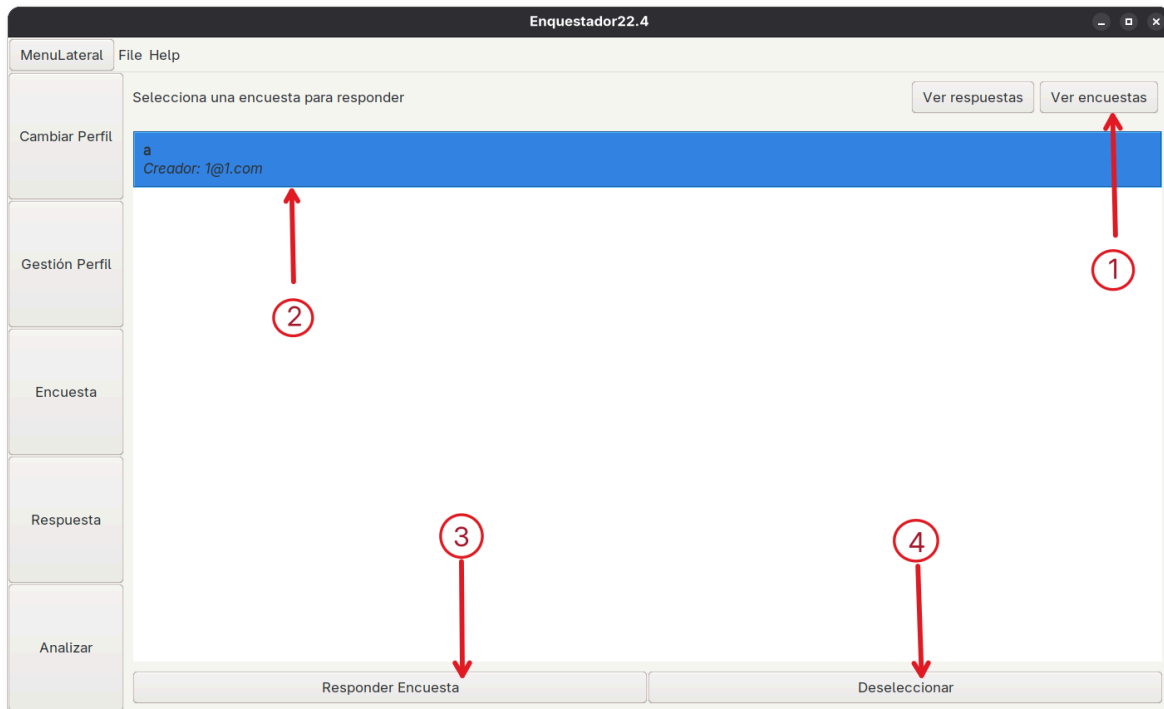 Enquestador22.4
MenuLateral File Help
Cambiar Perfil
Gestión Perfil
Encuesta
Respuesta
Analizar
Selecciona una encuesta para responder
Ver respuestas
Ver encuestas
a
Creador: 1@1.com
1
2
3
4
Responder Encuesta
Deseleccionar